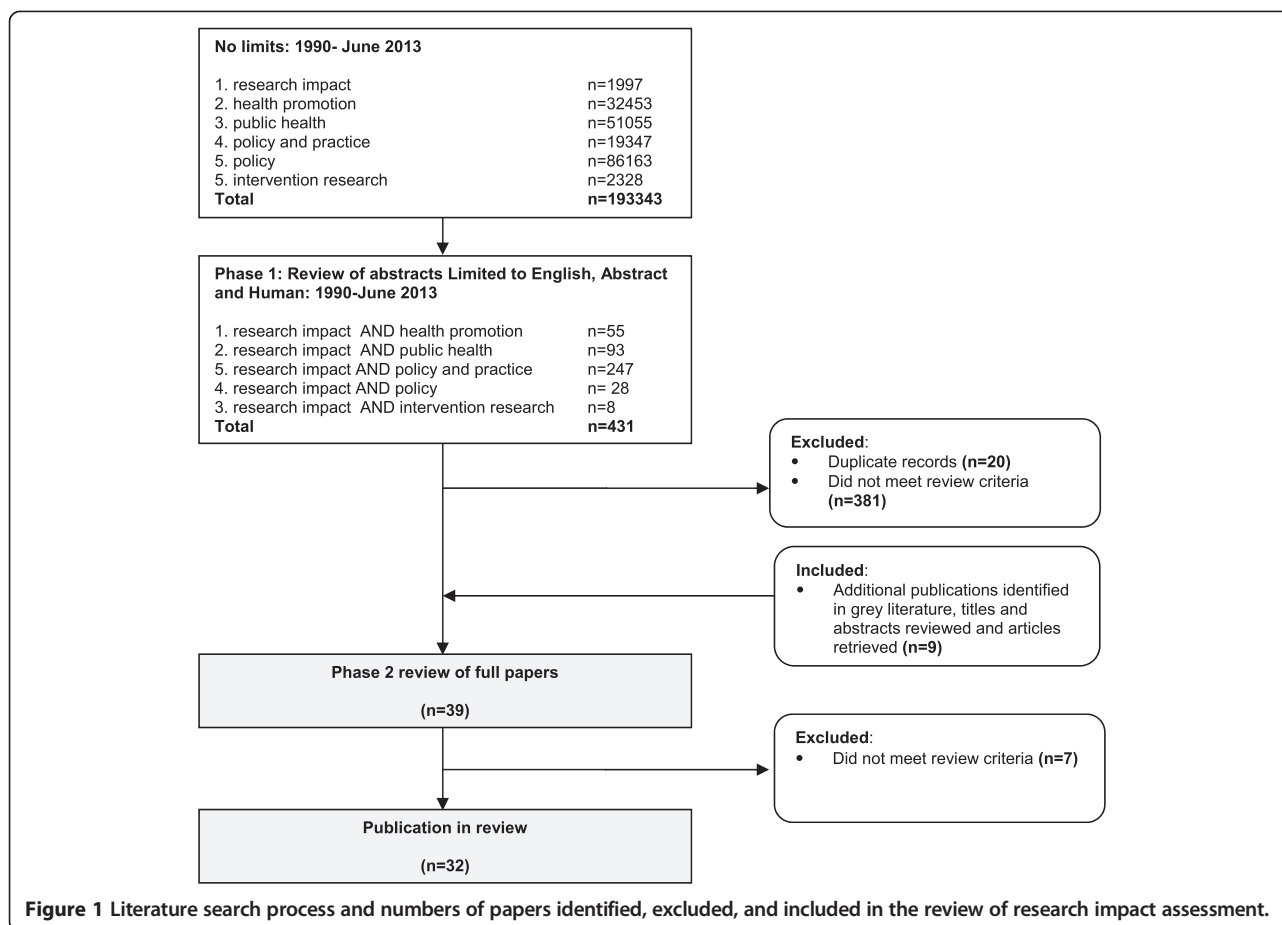 No limits: 1990- June 2013
1. research impact n=1997
2. health promotion n=32453
3. public health n=51055
4. policy and practice n=19347
5. policy n=86163
5. intervention research n=2328
Total n=193343
Phase 1: Review of abstracts Limited to English, Abstract
and Human: 1990-June 2013
1. research impact AND health promotion n=55
2. research impact AND public health n=93
5. research impact AND policy and practice n=247
4. research impact AND policy n= 28
3. research impact AND intervention research n=8
Total n=431
Excluded:
• Duplicate records (n=20)
• Did not meet review criteria
(n=381)
Included:
• Additional publications identified
in grey literature, titles and
abstracts reviewed and articles
retrieved (n=9)
Phase 2 review of full papers
(n=39)
Excluded:
• Did not meet review criteria (n=7)
Publication in review
(n=32)
Figure 1 Literature search process and numbers of papers identified, excluded, and included in the review of research impact assessment.